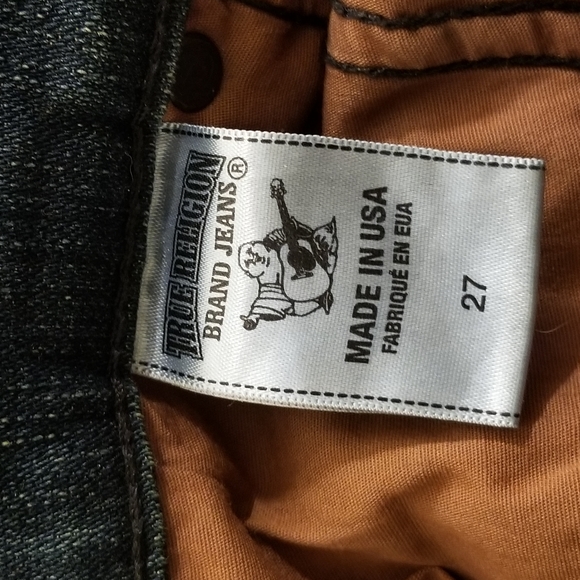 TRUE RELIGION
BRAND JEANS ®
MADE IN USA
FABRIQUÉ EN EUA
27